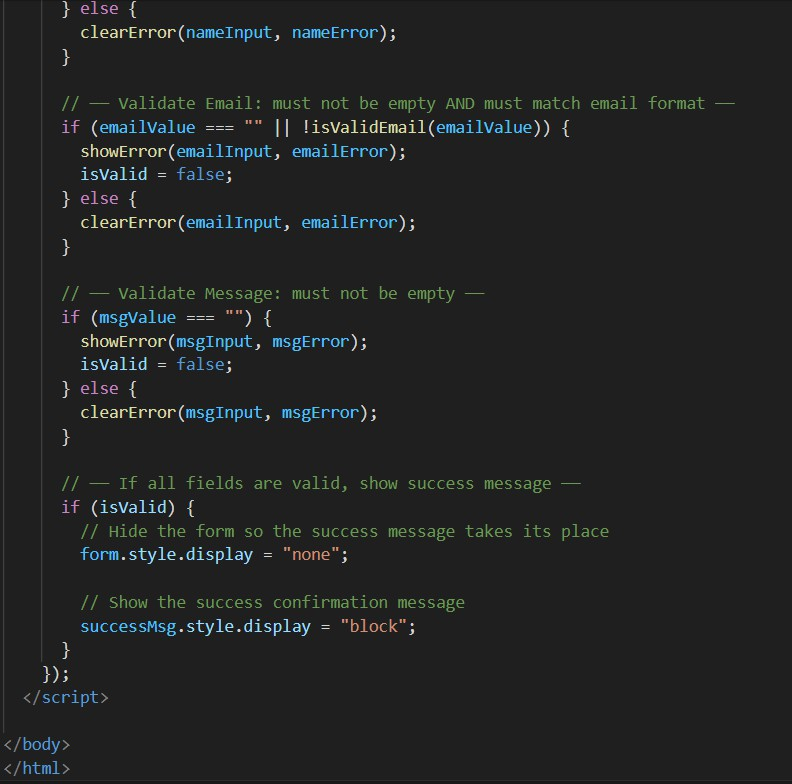 } else {
clearError(nameInput, nameError);
}
// —— Validate Email: must not be empty AND must match email format ——
if (emailValue === "" || !isValidEmail(emailValue)) {
showError(emailInput, emailError);
isValid = false;
} else {
clearError(emailInput, emailError);
}
// —— Validate Message: must not be empty ——
if (msgValue === "") {
showError(msgInput, msgError);
isValid = false;
} else {
clearError(msgInput, msgError);
}
// —— If all fields are valid, show success message ——
if (isValid) {
// Hide the form so the success message takes its place
form.style.display = "none";
// Show the success confirmation message
successMsg.style.display = "block";
}
});
</script>
</body>
</html>